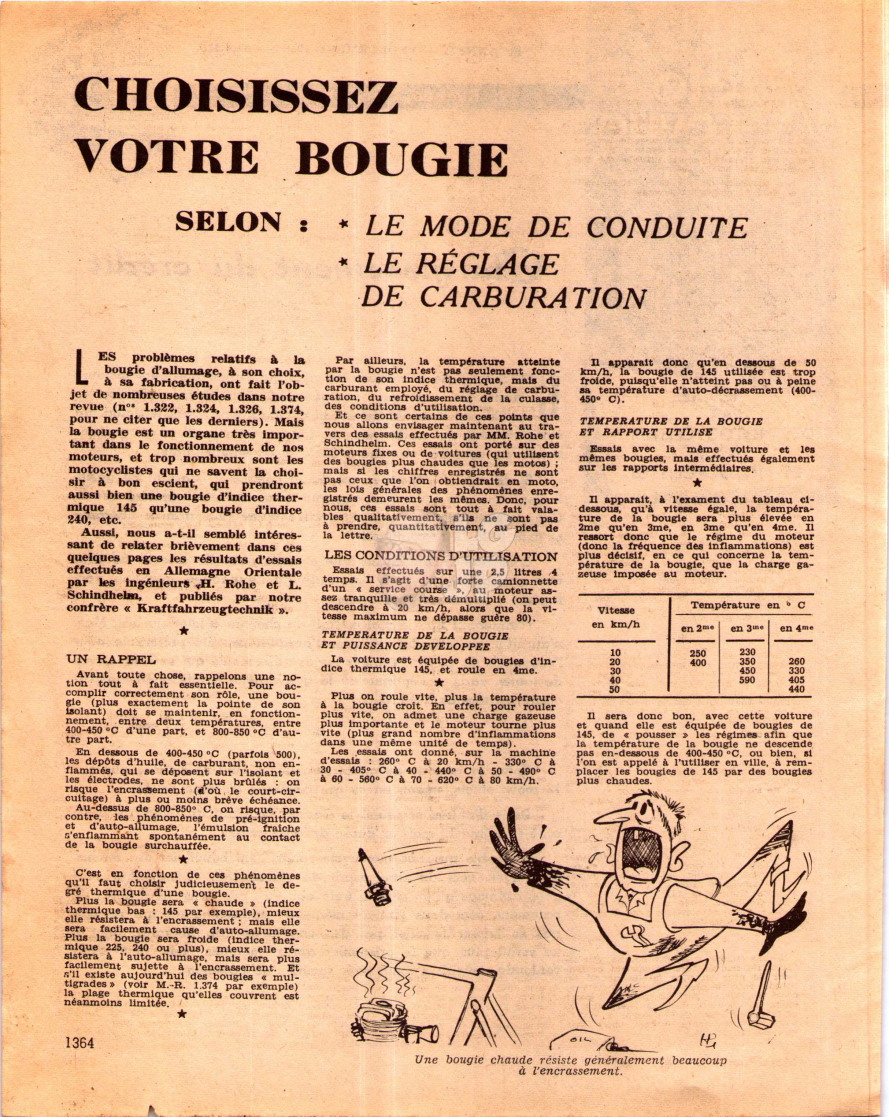 CHOISISSEZ
VOTRE BOUGIE
SELON : * LE MODE DE CONDUITE
* LE RÉGLAGE
DE CARBURATION
LES problèmes relatifs à la
bougie d'allumage, à son choix,
à sa fabrication, ont fait l'ob-
jet de nombreuses études dans notre
revue (nos 1.322, 1.324, 1.326, 1.374,
pour ne citer que les derniers). Mais
la bougie est un organe très impor-
tant dans le fonctionnement de nos
moteurs, et trop nombreux sont les
motocyclistes qui ne savent la choi-
sir à bon escient, qui prendront
aussi bien une bougie d'indice ther-
mique 145 qu'une bougie d'indice
240, etc.
Aussi, nous a-t-il semblé intéres-
sant de relater brièvement dans ces
quelques pages les résultats d'essais
effectués en Allemagne Orientale
par les ingénieurs H. Rohe et L.
Schindhelm, et publiés par notre
confrère « Kraftfahrzeugtechnik ».
★
UN RAPPEL
Avant toute chose, rappelons une no-
tion tout à fait essentielle. Pour ac-
complir correctement son rôle, une bou-
gie (plus exactement la pointe de son
isolant) doit se maintenir, en fonction-
nement, entre deux températures, entre
400-450 °C d'une part, et 800-850 °C d'au-
tre part.
En dessous de 400-450 °C (parfois 500),
les dépôts d'huile, de carburant, non en-
flammés, qui se déposent sur l'isolant et
les électrodes, ne sont plus brûlés : on
risque l'encrassement (d'où le court-cir-
cuitage) à plus ou moins brève échéance.
Au-dessus de 800-850° C, on risque, par
contre, les phénomènes de pré-ignition
et d'auto-allumage, l'émulsion fraîche
s'enflammant spontanément au contact
de la bougie surchauffée.
★
C'est en fonction de ces phénomènes
qu'il faut choisir judicieusement le de-
gré thermique d'une bougie.
Plus la bougie sera « chaude » (indice
thermique bas : 145 par exemple), mieux
elle résistera à l'encrassement ; mais elle
sera facilement cause d'auto-allumage.
Plus la bougie sera froide (indice ther-
mique 225, 240 ou plus), mieux elle ré-
sistera à l'auto-allumage, mais sera plus
facilement sujette à l'encrassement. Et
s'il existe aujourd'hui des bougies « mul-
tigrades » (voir M.-R. 1.374 par exemple)
la plage thermique qu'elles couvrent est
néanmoins limitée.
★
1364
Par ailleurs, la température atteinte
par la bougie n'est pas seulement fonc-
tion de son indice thermique, mais du
carburant employé, du réglage de carbu-
ration, du refroidissement de la culasse,
des conditions d'utilisation.
Et ce sont certains de ces points que
nous allons envisager maintenant au tra-
vers des essais effectués par MM. Rohe et
Schindhelm. Ces essais ont porté sur des
moteurs fixes ou de voitures (qui utilisent
des bougies plus chaudes que les motos) ;
mais si les chiffres enregistrés ne sont
pas ceux que l'on obtiendrait en moto,
les lois générales des phénomènes enre-
gistrés demeurent les mêmes. Donc, pour
nous, ces essais sont tout à fait vala-
bles qualitativement, s'ils ne sont pas
à prendre, quantitativement, au pied de
la lettre.
LES CONDITIONS D'UTILISATION
Essais effectués sur une 2,5 litres 4
temps. Il s'agit d'une forte camionnette
d'un « service course », au moteur as-
sez tranquille et très démultiplié (on peut
descendre à 20 km/h, alors que la vi-
tesse maximum ne dépasse guère 80).
TEMPERATURE DE LA BOUGIE
ET PUISSANCE DEVELOPPEE
La voiture est équipée de bougies d'in-
dice thermique 145, et roule en 4me.
★
Plus on roule vite, plus la température
à la bougie croît. En effet, pour rouler
plus vite, on admet une charge gazeuse
plus importante et le moteur tourne plus
vite (plus grand nombre d'inflammations
dans une même unité de temps).
Les essais ont donné, sur la machine
d'essais : 260° C à 20 km/h - 330° C à
30 - 405° C à 40 - 440° C à 50 - 490° C
à 60 - 560° C à 70 - 620° C à 80 km/h.
Il apparait donc qu'en dessous de 50
km/h, la bougie de 145 utilisée est trop
froide, puisqu'elle n'atteint pas ou à peine
sa température d'auto-décrassement (400-
450° C).
TEMPERATURE DE LA BOUGIE
ET RAPPORT UTILISE
Essais avec la même voiture et les
mêmes bougies, mais effectués également
sur les rapports intermédiaires.
★
Il apparait, à l'exament du tableau ci-
dessous, qu'à vitesse égale, la tempéra-
ture de la bougie sera plus élevée en
2me qu'en 3me, en 3me qu'en 4me. Il
ressort donc que le régime du moteur
(donc la fréquence des inflammations) est
plus décisif, en ce qui concerne la tem-
pérature de la bougie, que la charge ga-
zeuse imposée au moteur.
Vitesse
en km/h
Température en ° C
en 2me en 3me en 4me
10 250 230
20 400 350 260
30 450 330
40 590 405
50 440
Il sera donc bon, avec cette voiture
et quand elle est équipée de bougies de
145, de « pousser » les régimes afin que
la température de la bougie ne descende
pas en-dessous de 400-450 °C, ou bien, si
l'on est appelé à l'utiliser en ville, à rem-
placer les bougies de 145 par des bougies
plus chaudes.
OIL
Une bougie chaude résiste généralement beaucoup
à l'encrassement.